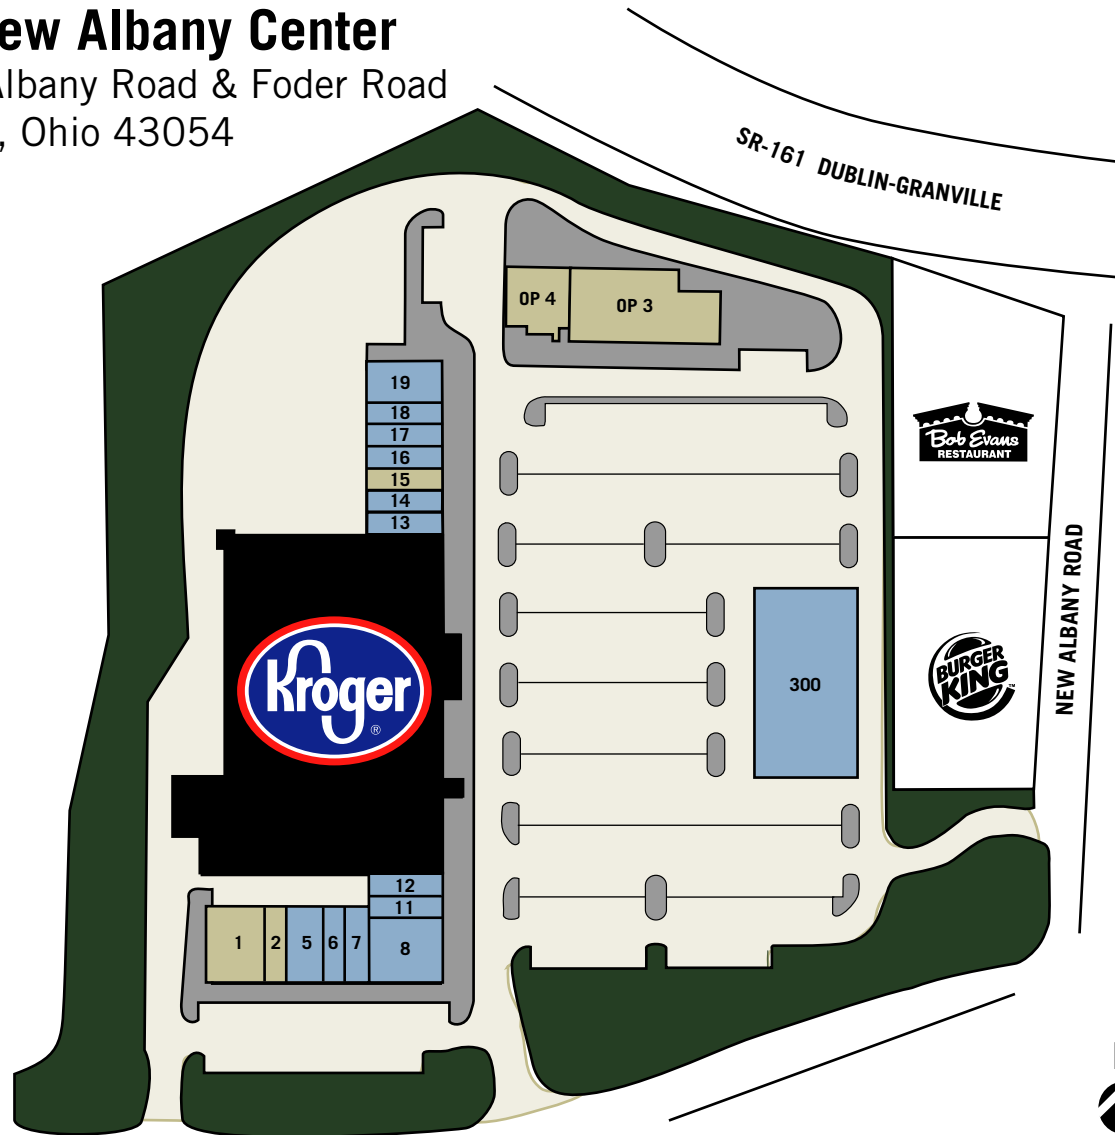 ew Albany Center
Albany Road & Foder Road
, Ohio 43054
SR-161 DUBLIN-GRANVILLE
OP 4
OP 3
19
18
17
16
15
14
13
Bob Evans
RESTAURANT
NEW ALBANY ROAD
Kroger
®
BURGER
KING
™
300
12
11
1
2
5
6
7
8